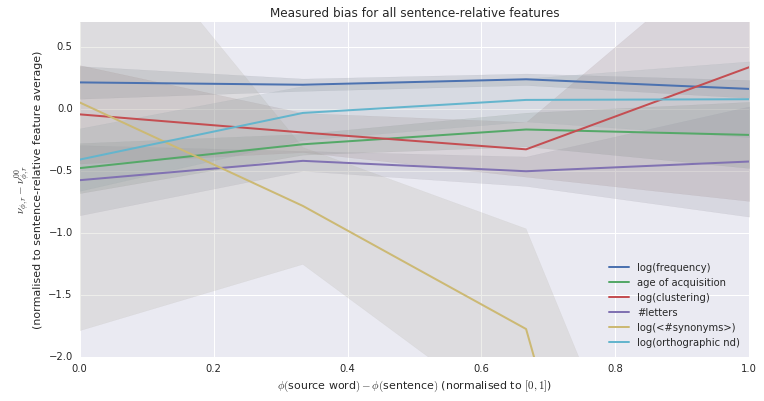 Measured bias for all sentence-relative features
ν_{ϕ,r} − ν^{00}_{ϕ,r}
(normalised to sentence-relative feature average)
0.5
0.0
−0.5
−1.0
−1.5
−2.0
log(frequency)
age of acquisition
log(clustering)
#letters
log(<#synonyms>)
log(orthographic nd)
0.0 0.2 0.4 0.6 0.8 1.0
ϕ(source word) − ϕ(sentence) (normalised to [0, 1])